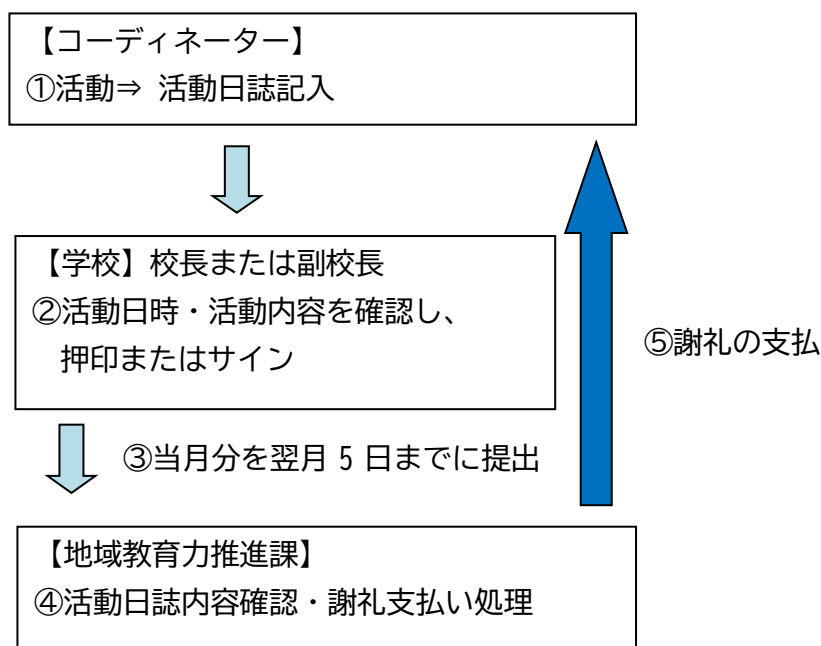 【コーディネーター】
①活動⇒ 活動日誌記入
【学校】校長または副校長
②活動日時・活動内容を確認し、
押印またはサイン
⑤謝礼の支払
③当月分を翌月 5 日までに提出
【地域教育力推進課】
④活動日誌内容確認・謝礼支払い処理